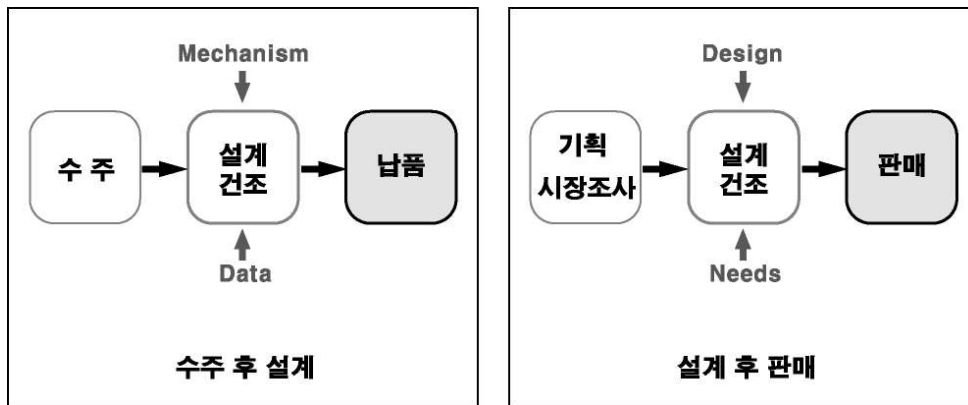 Mechanism
수 주
설계
건조
납품
Data
수주 후 설계
Design
기획
시장조사
설계
건조
판매
Needs
설계 후 판매